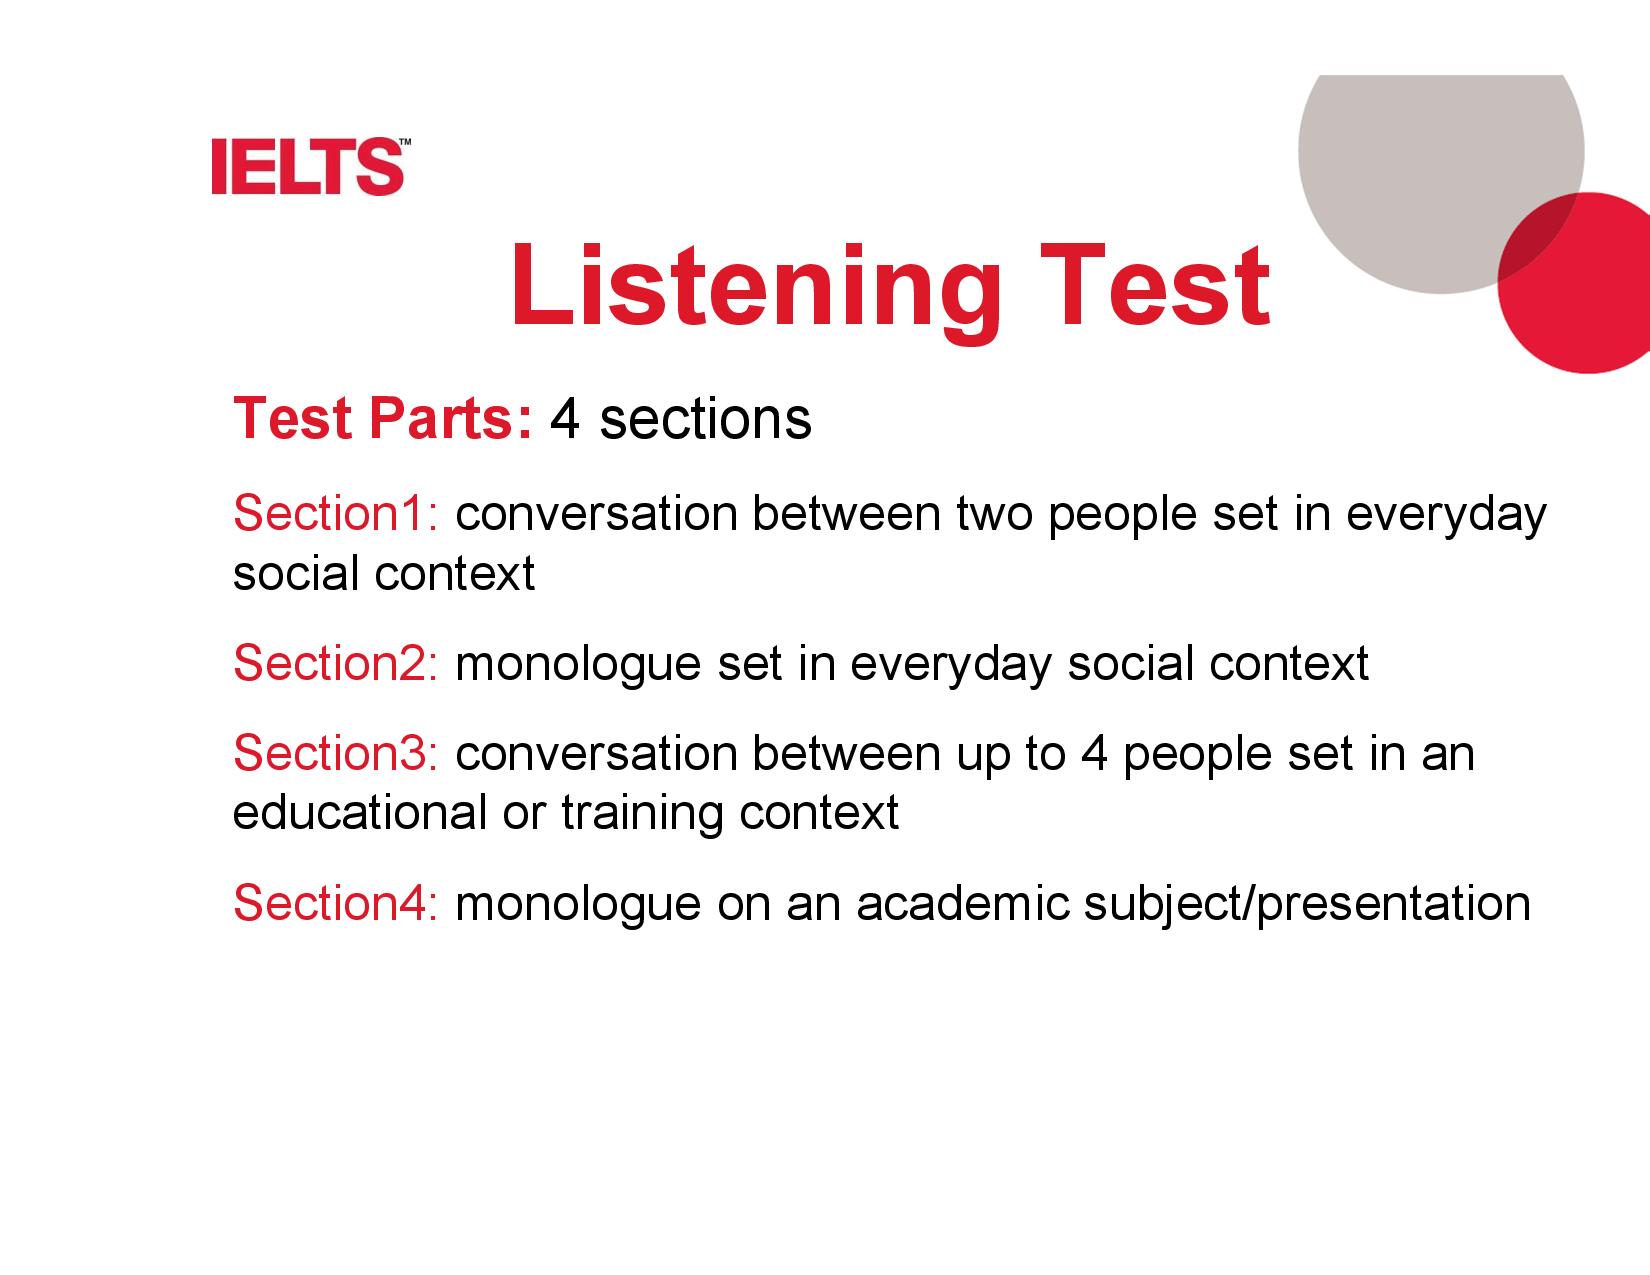 IELTS™
Listening Test
Test Parts: 4 sections
Section1: conversation between two people set in everyday
social context
Section2: monologue set in everyday social context
Section3: conversation between up to 4 people set in an
educational or training context
Section4: monologue on an academic subject/presentation